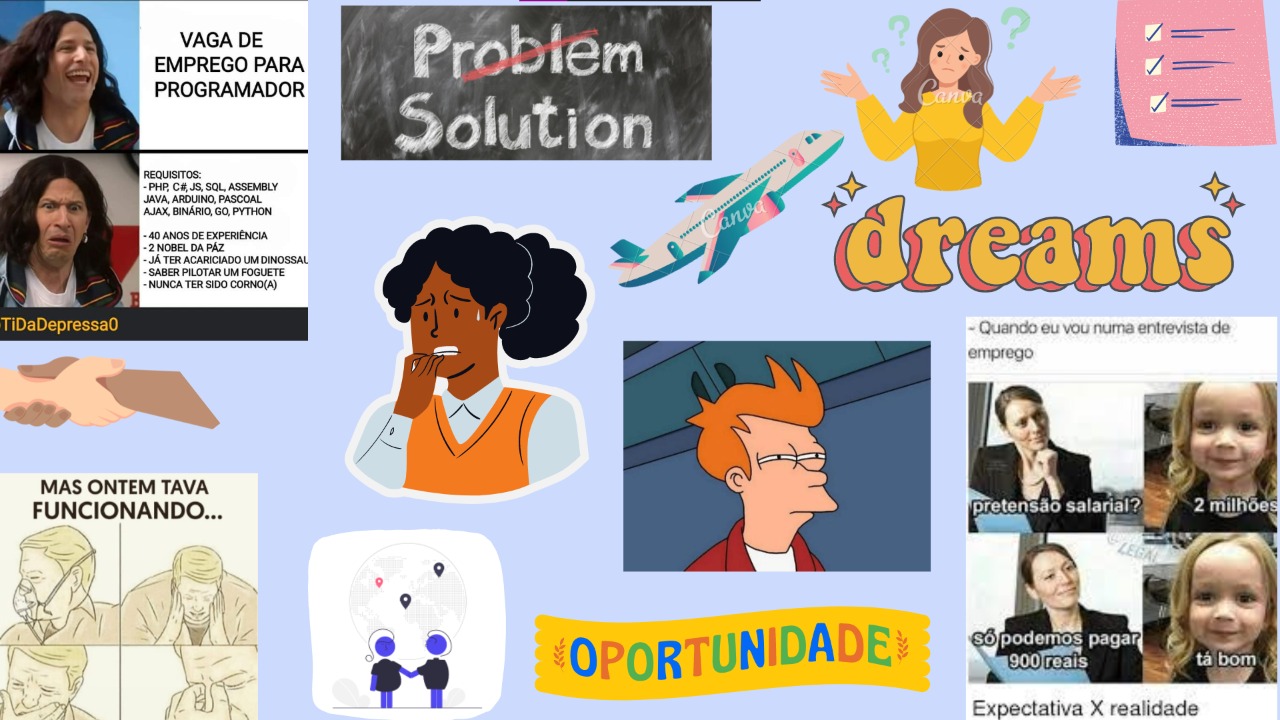 VAGA DE
EMPREGO PARA
PROGRAMADOR
REQUISITOS:
- PHP, C#, JS, SQL, ASSEMBLY
JAVA, ARDUINO, PASCOAL
AJAX, BINÁRIO, GO, PYTHON
- 40 ANOS DE EXPERIÊNCIA
- 2 NOBEL DA PÁZ
- JÁ TER ACARICIADO UM DINOSSAU
- SABER PILOTAR UM FOGUETE
- NUNCA TER SIDO CORNO(A)
TiDaDepressa0
Problem
Solution
Canva
Canva
dreams
- Quando eu vou numa entrevista de
emprego
pretensão salarial?
2 milhões
só podemos pagar
900 reais
tá bom
Expectativa X realidade
MAS ONTEM TAVA
FUNCIONANDO...
OPORTUNIDADE